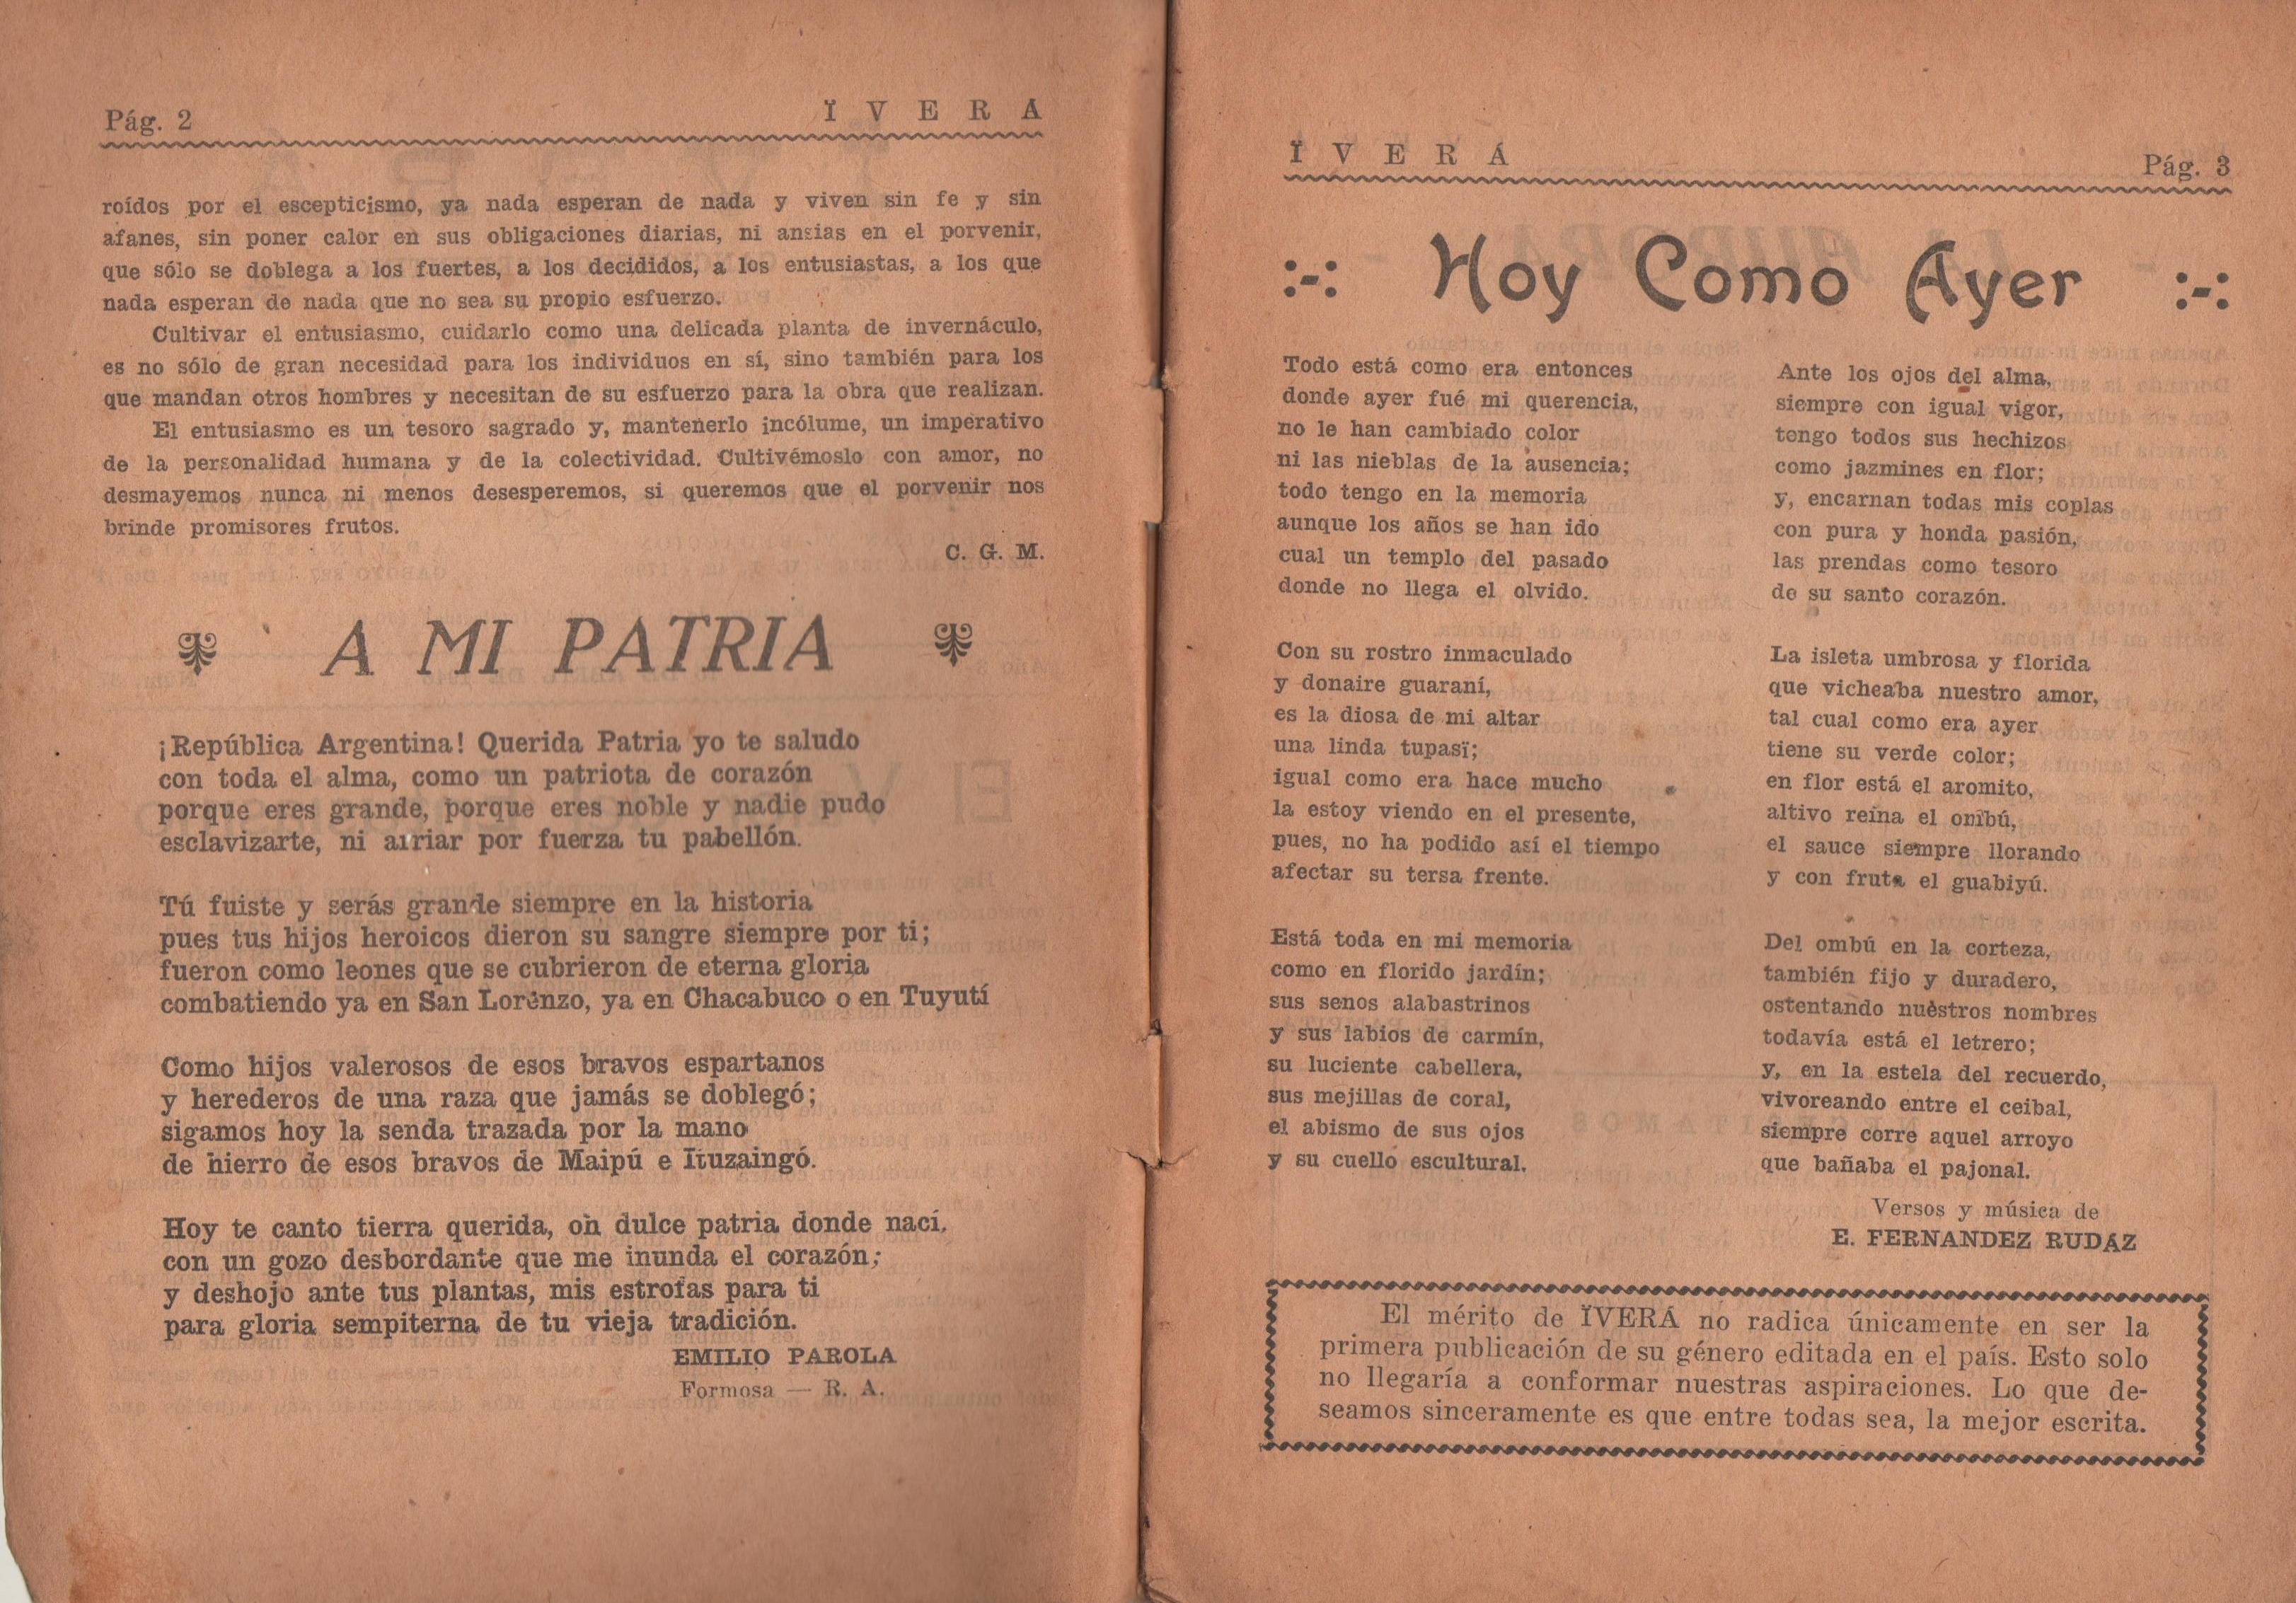 Pág. 2
Ï V E R Á
roídos por el escepticismo, ya nada esperan de nada y viven sin fe y sin
afanes, sin poner calor en sus obligaciones diarias, ni ansias en el porvenir,
que sólo se doblega a los fuertes, a los decididos, a los entusiastas, a los que
nada esperan de nada que no sea su propio esfuerzo.
Cultivar el entusiasmo, cuidarlo como una delicada planta de invernáculo,
es no sólo de gran necesidad para los individuos en sí, sino también para los
que mandan otros hombres y necesitan de su esfuerzo para la obra que realizan.
El entusiasmo es un tesoro sagrado y, mantenerlo incólume, un imperativo
de la personalidad humana y de la colectividad. Cultivémoslo con amor, no
desmayemos nunca ni menos desesperemos, si queremos que el porvenir nos
brinde promisores frutos.
C. G. M.
A MI PATRIA
¡República Argentina! Querida Patria yo te saludo
con toda el alma, como un patriota de corazón
porque eres grande, porque eres noble y nadie pudo
esclavizarte, ni arriar por fuerza tu pabellón.
Tú fuiste y serás grande siempre en la historia
pues tus hijos heroicos dieron su sangre siempre por ti;
fueron como leones que se cubrieron de eterna gloria
combatiendo ya en San Lorenzo, ya en Chacabuco o en Tuyutí
Como hijos valerosos de esos bravos espartanos
y herederos de una raza que jamás se doblegó;
sigamos hoy la senda trazada por la mano
de hierro de esos bravos de Maipú e Ituzaingó.
Hoy te canto tierra querida, oh dulce patria donde nací,
con un gozo desbordante que me inunda el corazón;
y deshojo ante tus plantas, mis estrofas para ti
para gloria sempiterna de tu vieja tradición.
EMILIO PAROLA
Formosa — R. A.
Ï V E R Á
Pág. 3
:-: Hoy Como Ayer :-:
Todo está como era entonces
donde ayer fué mi querencia,
no le han cambiado color
ni las nieblas de la ausencia;
todo tengo en la memoria
aunque los años se han ido
cual un templo del pasado
donde no llega el olvido.
Con su rostro inmaculado
y donaire guaraní,
es la diosa de mi altar
una linda tupasï;
igual como era hace mucho
la estoy viendo en el presente,
pues, no ha podido así el tiempo
afectar su tersa frente.
Está toda en mi memoria
como en florido jardín;
sus senos alabastrinos
y sus labios de carmín,
su luciente cabellera,
sus mejillas de coral,
el abismo de sus ojos
y su cuello escultural.
Ante los ojos del alma,
siempre con igual vigor,
tengo todos sus hechizos
como jazmines en flor;
y, encarnan todas mis coplas
con pura y honda pasión,
las prendas como tesoro
de su santo corazón.
La isleta umbrosa y florida
que vicheaba nuestro amor,
tal cual como era ayer
tiene su verde color;
en flor está el aromito,
altivo reina el ombú,
el sauce siempre llorando
y con fruta el guabiyú.
Del ombú en la corteza,
también fijo y duradero,
ostentando nuestros nombres
todavía está el letrero;
y, en la estela del recuerdo,
vivoreando entre el ceibal,
siempre corre aquel arroyo
que bañaba el pajonal.
Versos y música de
E. FERNANDEZ RUDAZ
El mérito de ÏVERÁ no radica únicamente en ser la
primera publicación de su género editada en el país. Esto solo
no llegaría a conformar nuestras aspiraciones. Lo que de-
seamos sinceramente es que entre todas sea, la mejor escrita.